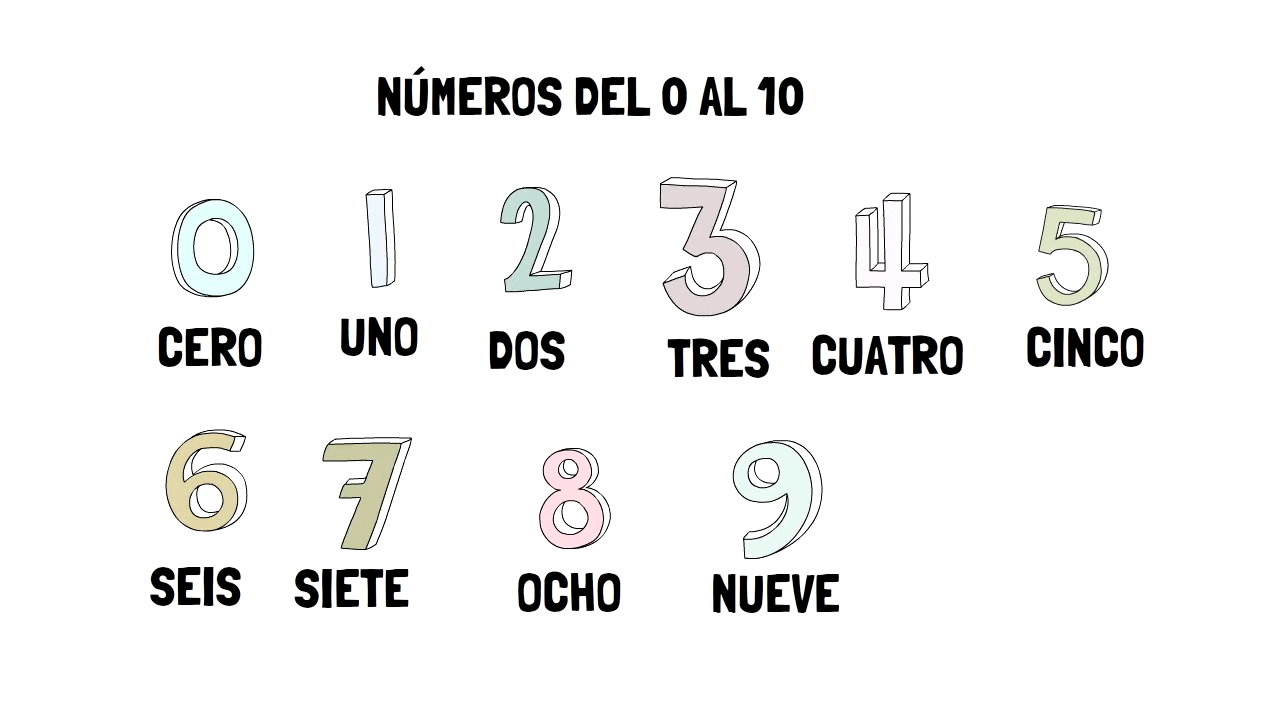 NÚMEROS DEL 0 AL 10
0 1 2 3 4 5
CERO UNO DOS TRES CUATRO CINCO
6 7 8 9
SEIS SIETE OCHO NUEVE